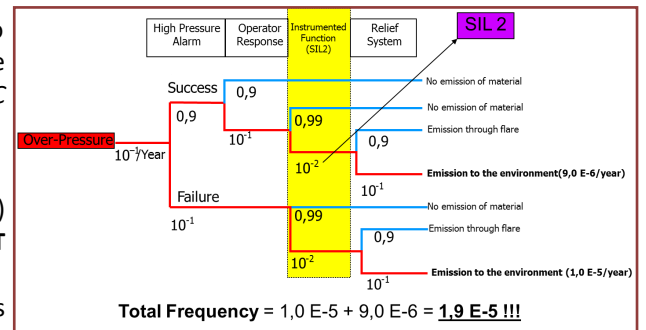 High Pressure Alarm
Operator Response
Instrumented Function (SIL2)
Relief System
SIL 2
Success
0,9
0,9
No emission of material
Over-Pressure
10⁻¹/Year
0,9
0,99
No emission of material
10⁻¹
Emission through flare
0,9
10⁻²
Emission to the environment(9,0 E-6/year)
10⁻¹
Failure
10⁻¹
0,99
No emission of material
Emission through flare
0,9
10⁻²
Emission to the environment (1,0 E-5/year)
10⁻¹
Total Frequency = 1,0 E-5 + 9,0 E-6 = 1,9 E-5 !!!